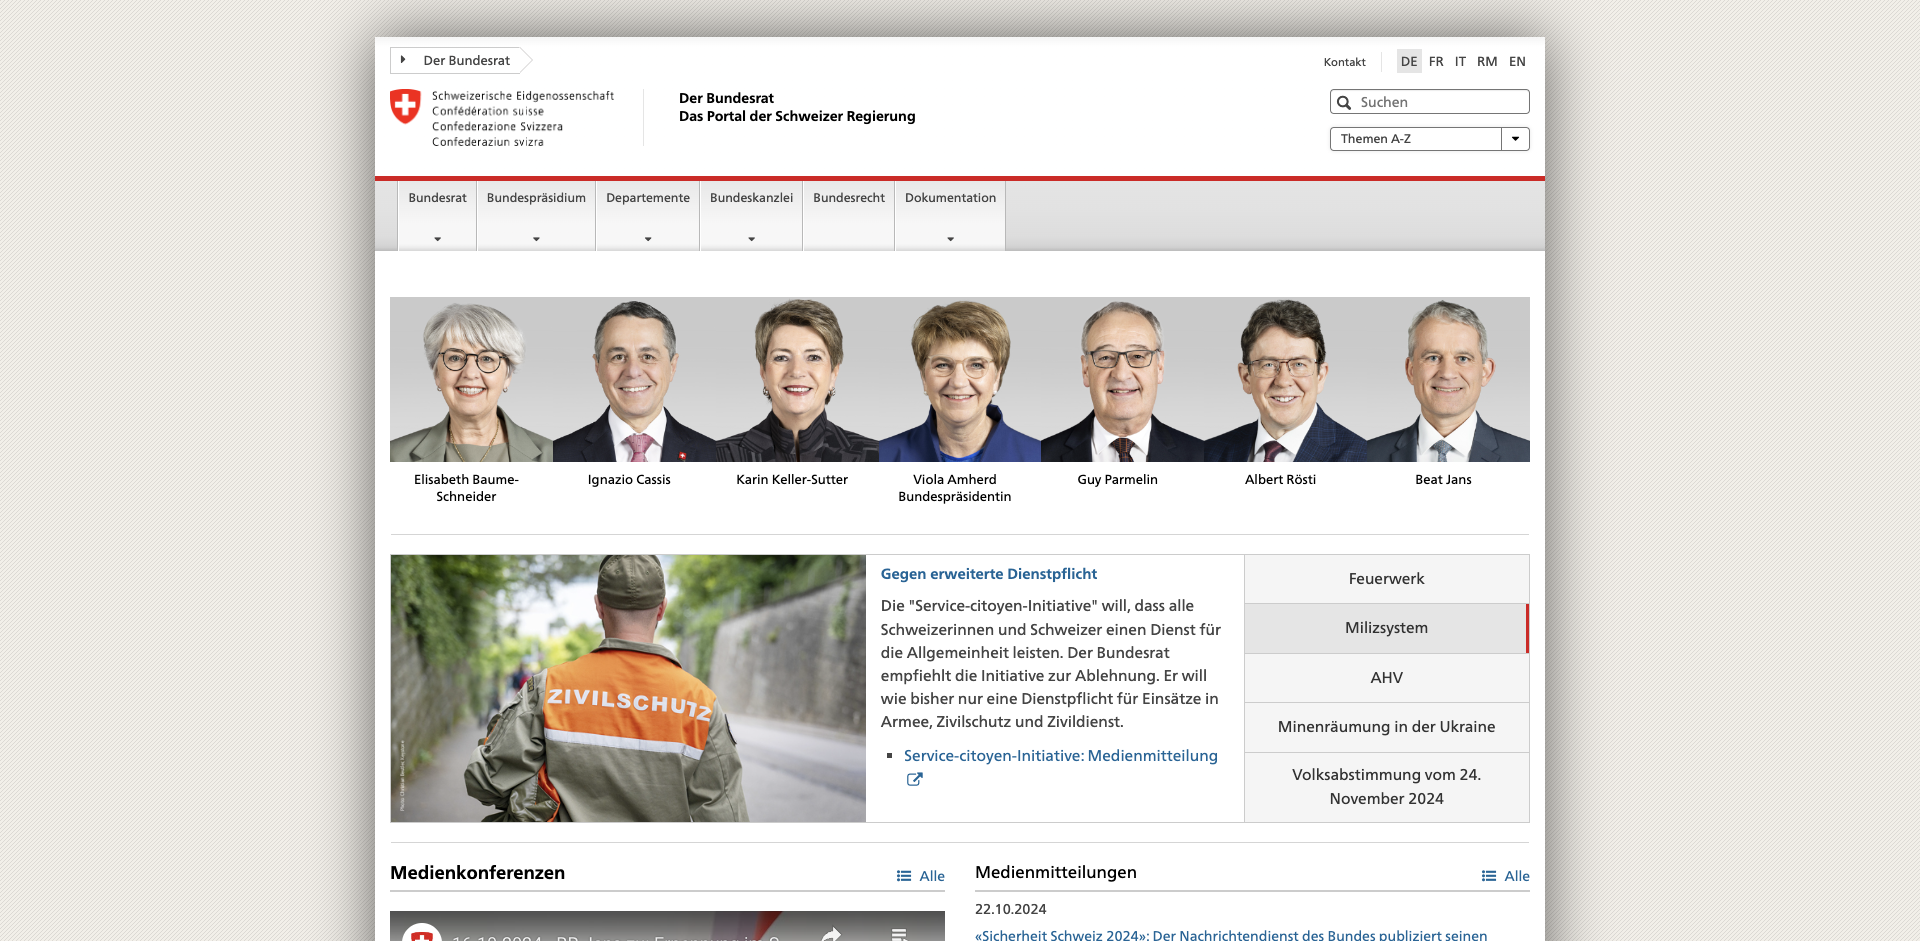 Der Bundesrat
Kontakt
DE FR IT RM EN
Schweizerische Eidgenossenschaft
Confédération suisse
Confederazione Svizzera
Confederaziun svizra
Der Bundesrat
Das Portal der Schweizer Regierung
Suchen
Themen A-Z
Bundesrat Bundespräsidium Departemente Bundeskanzlei Bundesrecht Dokumentation
Elisabeth Baume-
Schneider
Ignazio Cassis
Karin Keller-Sutter
Viola Amherd
Bundespräsidentin
Guy Parmelin
Albert Rösti
Beat Jans
ZIVILSCHUTZ
Gegen erweiterte Dienstpflicht
Die "Service-citoyen-Initiative" will, dass alle
Schweizerinnen und Schweizer einen Dienst für
die Allgemeinheit leisten. Der Bundesrat
empfiehlt die Initiative zur Ablehnung. Er will
wie bisher nur eine Dienstpflicht für Einsätze in
Armee, Zivilschutz und Zivildienst.
Service-citoyen-Initiative: Medienmitteilung
Feuerwerk
Milizsystem
AHV
Minenräumung in der Ukraine
Volksabstimmung vom 24.
November 2024
Medienkonferenzen
Alle
Medienmitteilungen
Alle
22.10.2024
«Sicherheit Schweiz 2024»: Der Nachrichtendienst des Bundes publiziert seinen